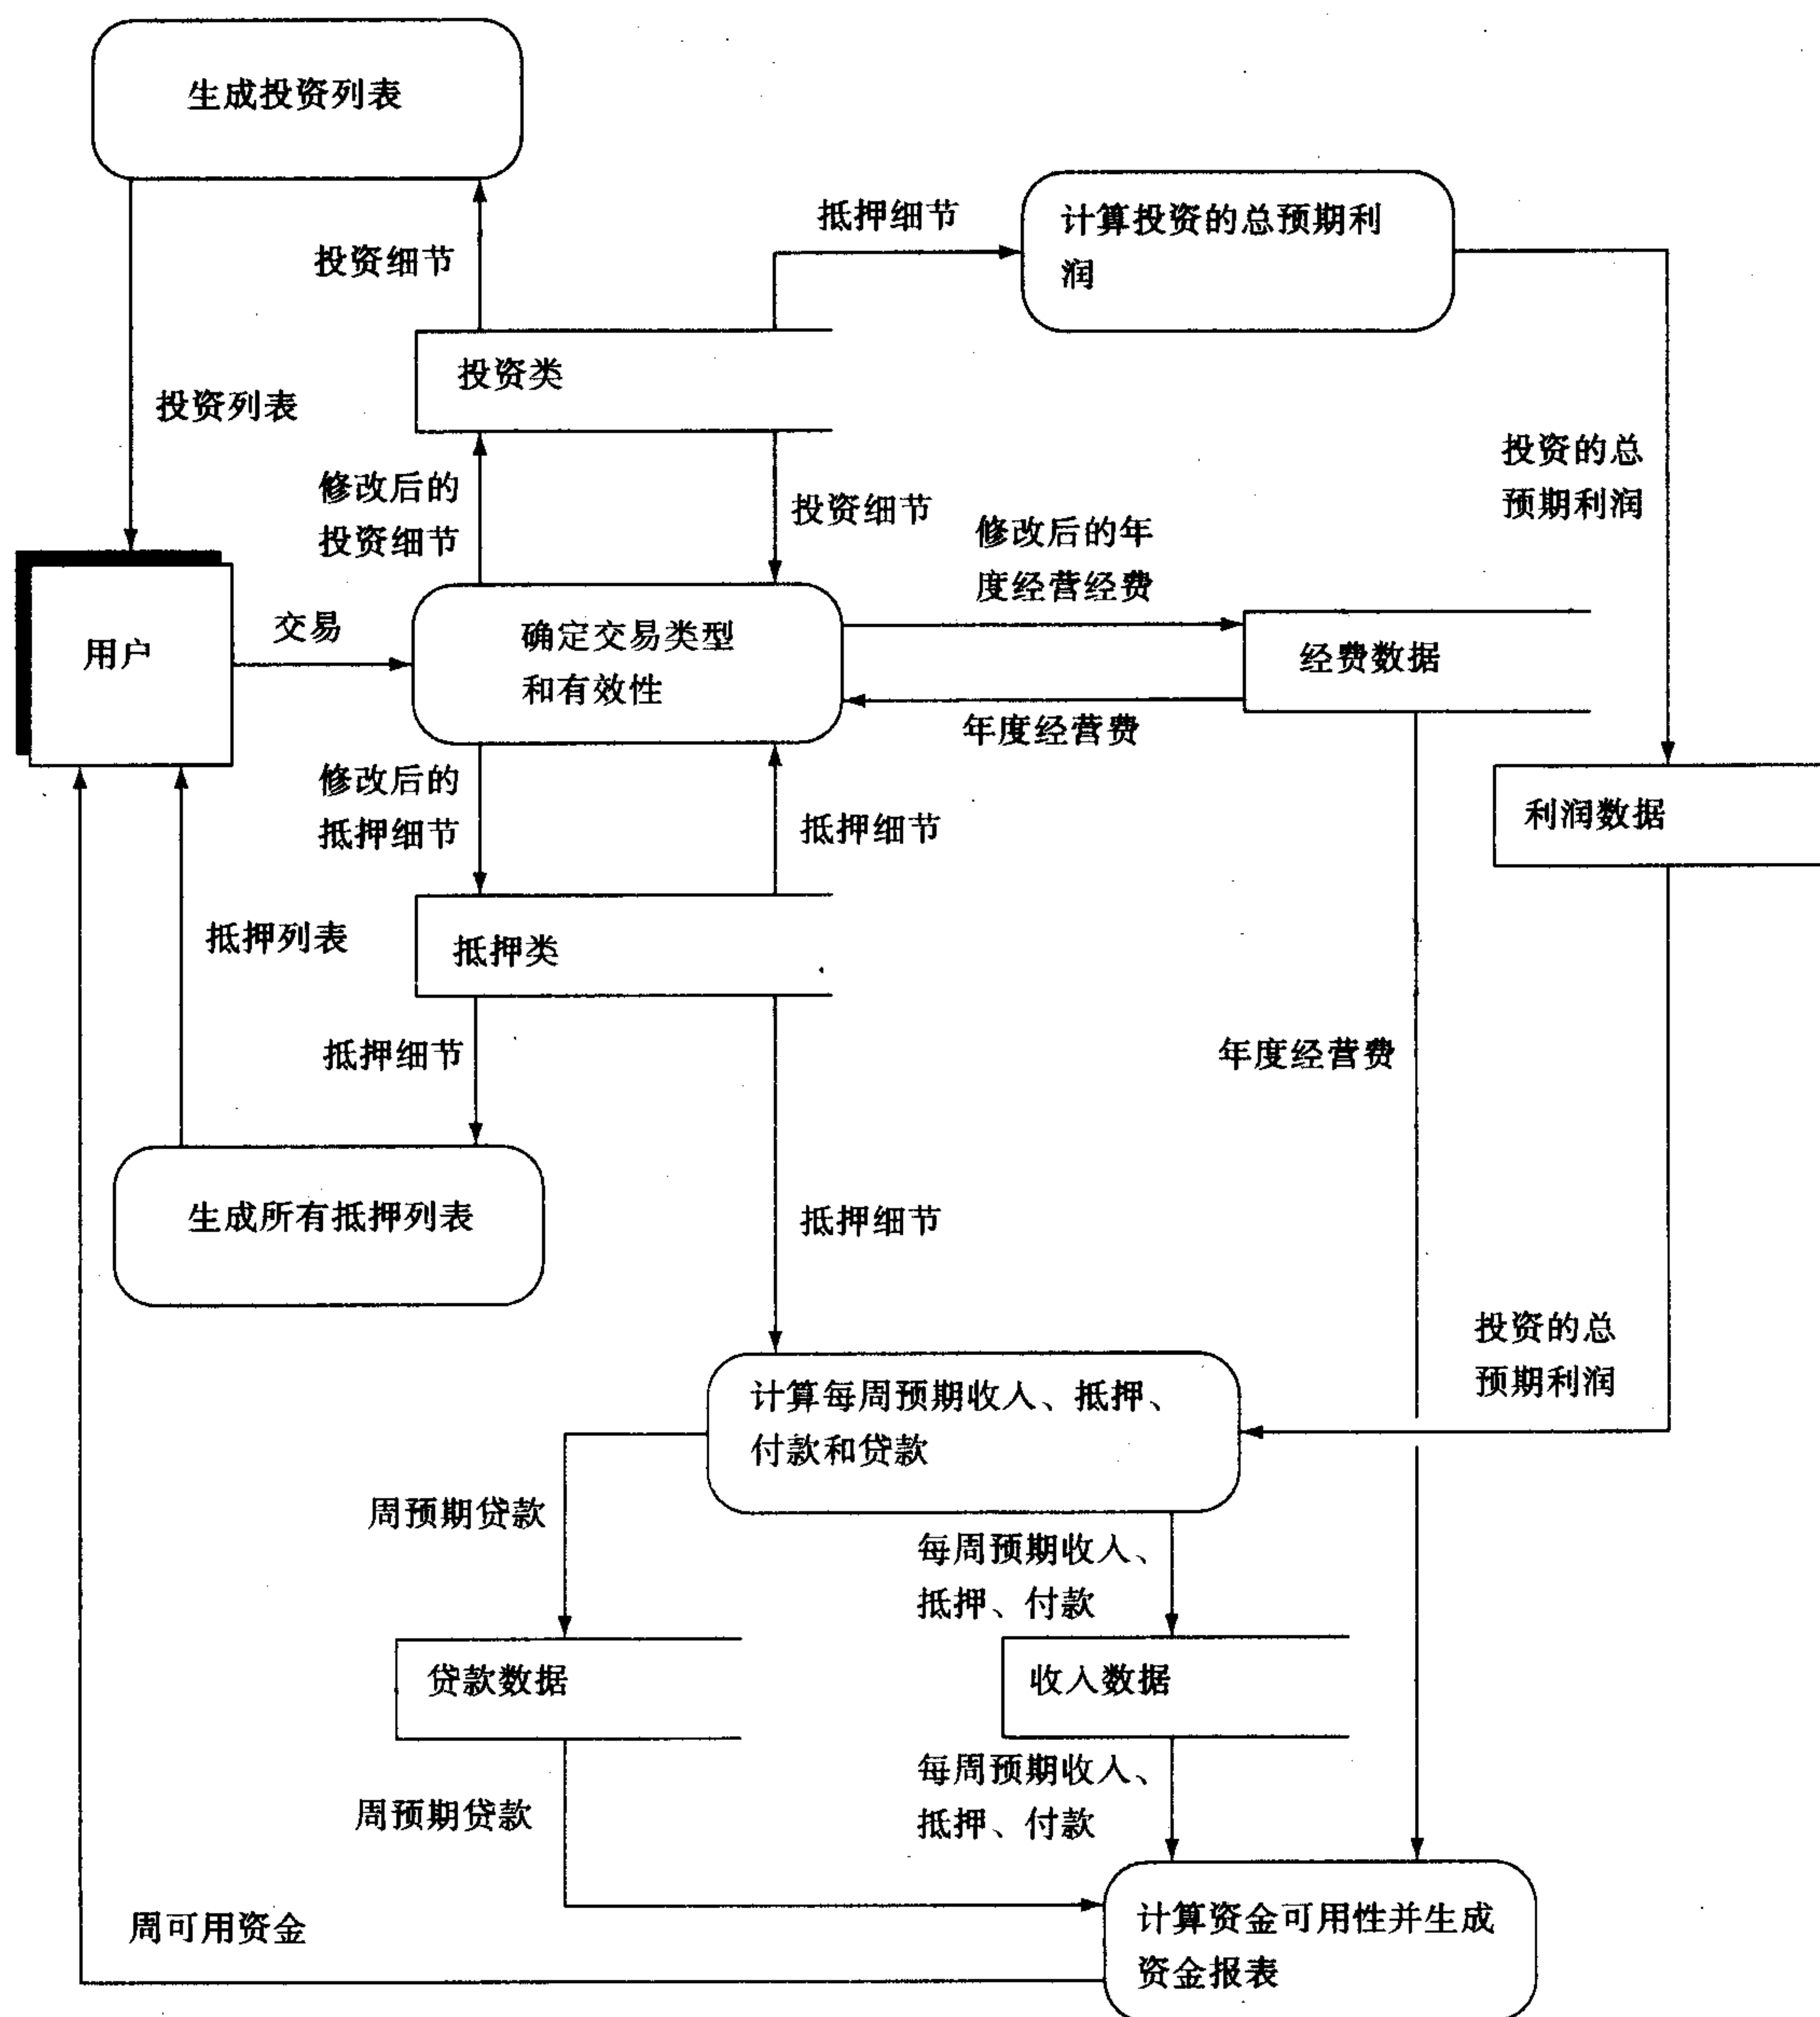 生成投资列表
抵押细节
计算投资的总预期利
润
投资细节
投资类
投资列表
投资的总
预期利润
修改后的
投资细节
投资细节
修改后的年
度经营经费
用户
交易
确定交易类型
和有效性
经费数据
年度经营费
修改后的
抵押细节
抵押细节
利润数据
抵押列表
抵押类
抵押细节
年度经营费
生成所有抵押列表
抵押细节
投资的总
预期利润
计算每周预期收入、抵押、
付款和贷款
周预期贷款
每周预期收入、
抵押、付款
贷款数据
收入数据
每周预期收入、
抵押、付款
周预期贷款
周可用资金
计算资金可用性并生成
资金报表